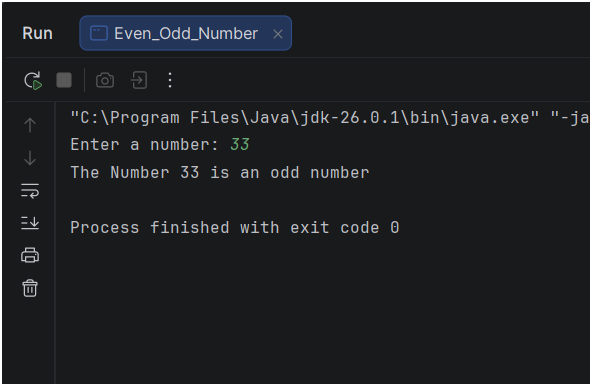 Run Even_Odd_Number
"C:\Program Files\Java\jdk-26.0.1\bin\java.exe" "-ja
Enter a number: 33
The Number 33 is an odd number
Process finished with exit code 0